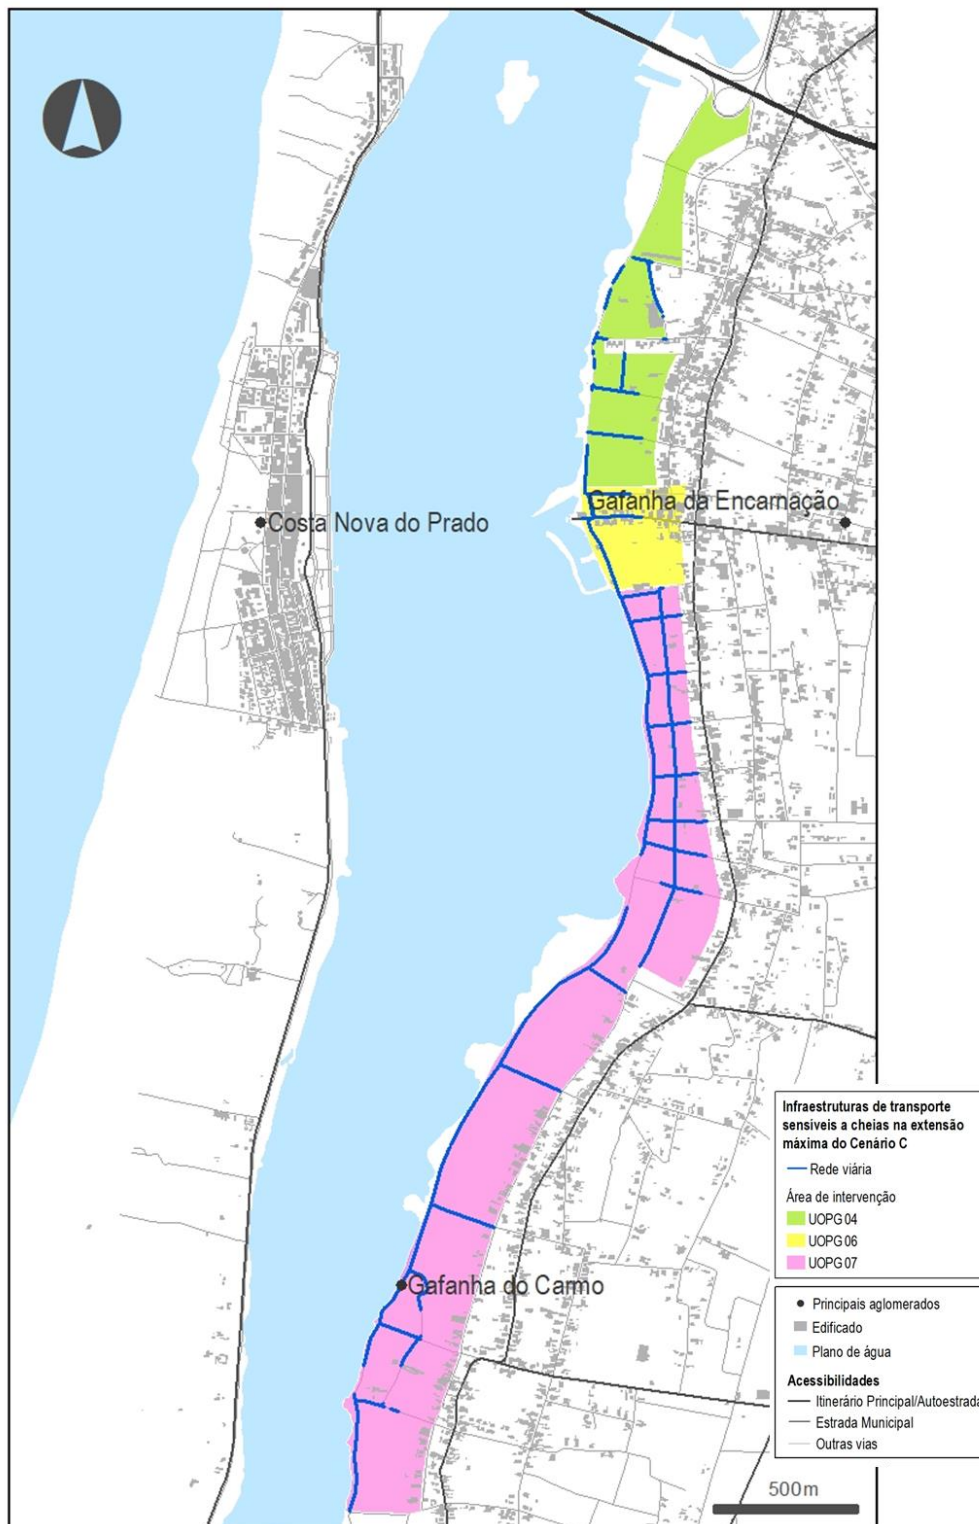 Gafanha da Encarnação
Costa Nova do Prado
Gafanha do Carmo
Infraestruturas de transporte
sensiveis a cheias na extensão
máxima do Cenário C
Rede viária
Área de intervenção
UOPG 04
UOPG 06
UOPG 07
Principais aglomerados
Edificado
Plano de água
Acessibilidades
Itinerário Principal/Autoestrada
Estrada Municipal
Outras vias
500m